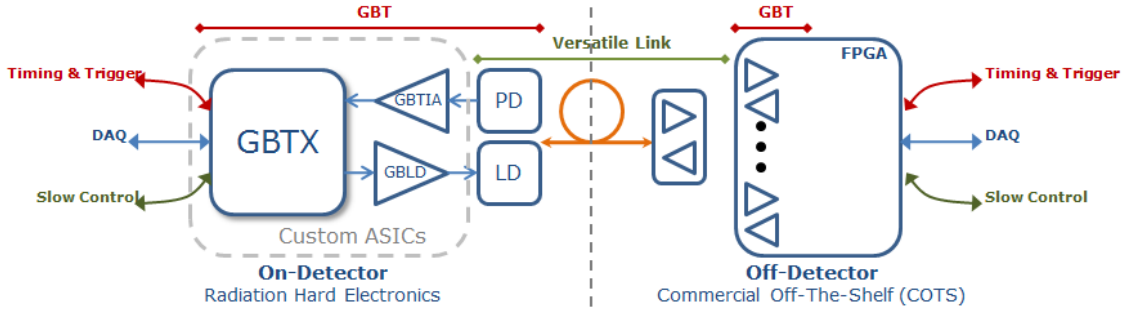 GBT
GBT
Versatile Link
FPGA
Timing & Trigger
DAQ
Slow Control
GBTX
GBTIA
GBLD
PD
LD
Custom ASICs
Timing & Trigger
DAQ
Slow Control
On-Detector
Radiation Hard Electronics
Off-Detector
Commercial Off-The-Shelf (COTS)